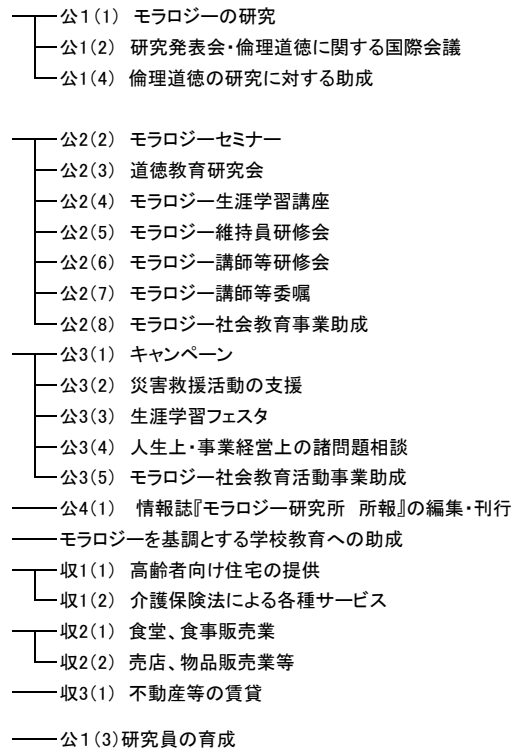 公1(1) モラロジーの研究
公1(2) 研究発表会・倫理道徳に関する国際会議
公1(4) 倫理道徳の研究に対する助成
公2(2) モラロジーセミナー
公2(3) 道徳教育研究会
公2(4) モラロジー生涯学習講座
公2(5) モラロジー維持員研修会
公2(6) モラロジー講師等研修会
公2(7) モラロジー講師等委嘱
公2(8) モラロジー社会教育事業助成
公3(1) キャンペーン
公3(2) 災害救援活動の支援
公3(3) 生涯学習フェスタ
公3(4) 人生上・事業経営上の諸問題相談
公3(5) モラロジー社会教育活動事業助成
公4(1) 情報誌『モラロジー研究所 所報』の編集・刊行
モラロジーを基調とする学校教育への助成
収1(1) 高齢者向け住宅の提供
収1(2) 介護保険法による各種サービス
収2(1) 食堂、食事販売業
収2(2) 売店、物品販売業等
収3(1) 不動産等の賃貸
公1(3)研究員の育成